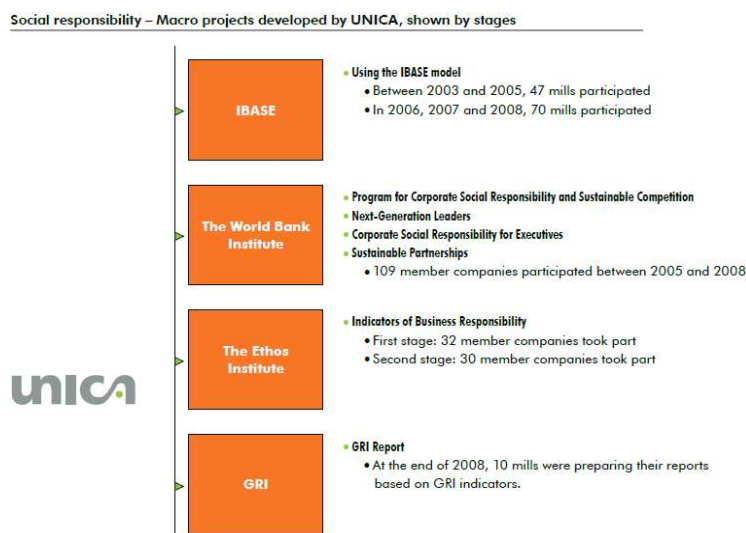 Social responsibility – Macro projects developed by UNICA, shown by stages
IBASE
• Using the IBASE model
• Between 2003 and 2005, 47 mills participated
• In 2006, 2007 and 2008, 70 mills participated
The World Bank
Institute
• Program for Corporate Social Responsibility and Sustainable Competition
• Next-Generation Leaders
• Corporate Social Responsibility for Executives
• Sustainable Partnerships
• 109 member companies participated between 2005 and 2008
The Ethos
Institute
• Indicators of Business Responsibility
• First stage: 32 member companies took part
• Second stage: 30 member companies took part
unica
GRI
• GRI Report
• At the end of 2008, 10 mills were preparing their reports
based on GRI indicators.